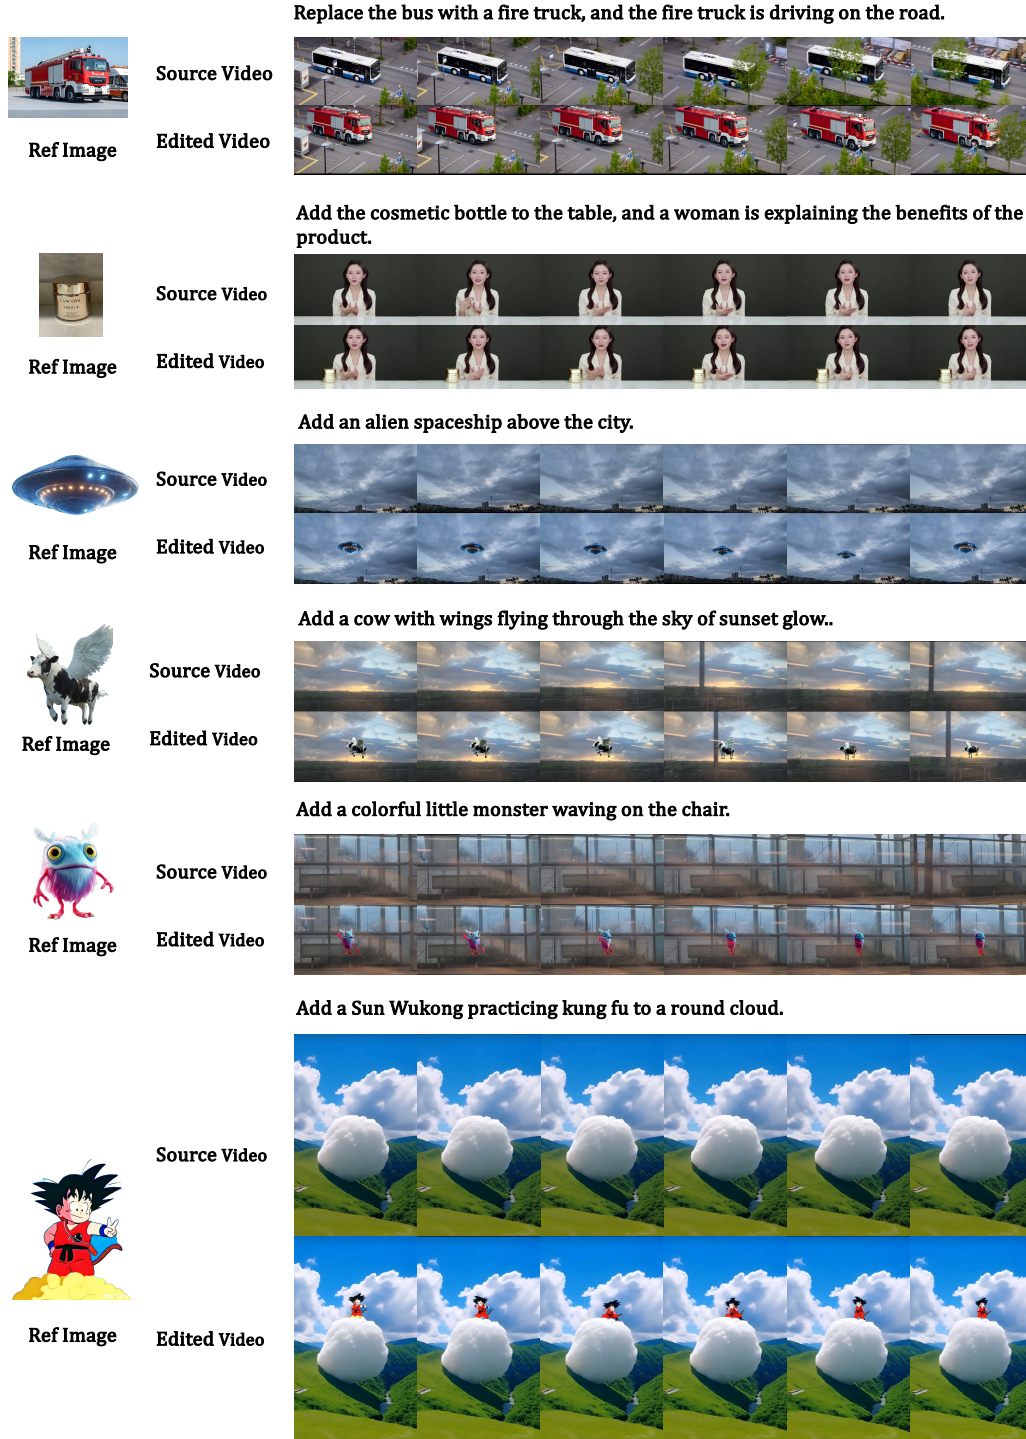 Replace the bus with a fire truck, and the fire truck is driving on the road.
Source Video
Edited Video
Ref Image
Add the cosmetic bottle to the table, and a woman is explaining the benefits of the
product.
LANCOME
Source Video
Edited Video
Ref Image
Add an alien spaceship above the city.
Source Video
Edited Video
Ref Image
Add a cow with wings flying through the sky of sunset glow..
Source Video
Edited Video
Ref Image
Add a colorful little monster waving on the chair.
Source Video
Edited Video
Ref Image
Add a Sun Wukong practicing kung fu to a round cloud.
Source Video
Ref Image
Edited Video